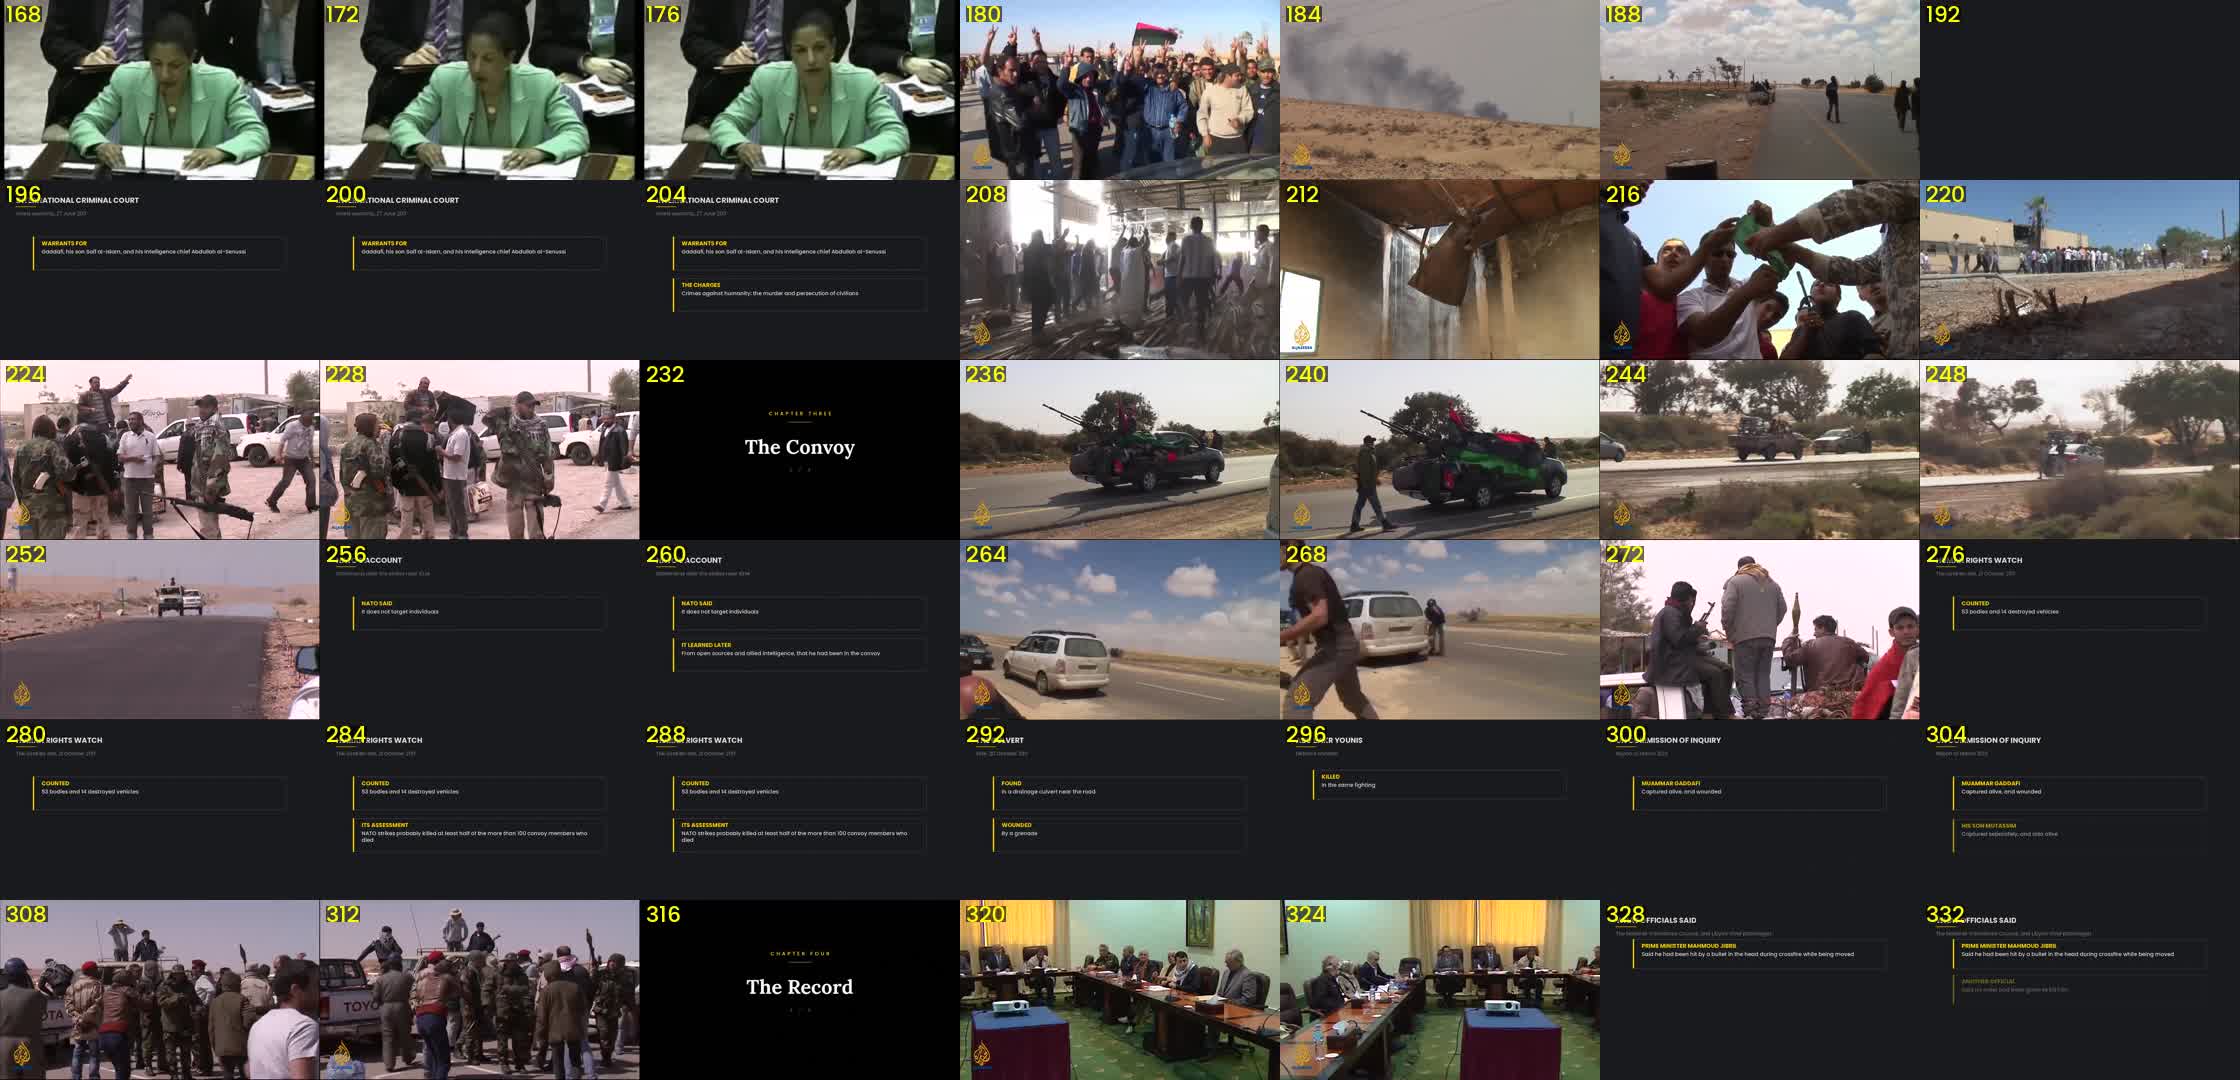 168
172
176
180
184
188
192
196
ATIONAL CRIMINAL COURT
WARRANTS FOR
Gaddafi, his son Saif al-Islam, and his intelligence chief Abdullah al-Senussi
200
TIONAL CRIMINAL COURT
WARRANTS FOR
Gaddafi, his son Saif al-Islam, and his intelligence chief Abdullah al-Senussi
204
TIONAL CRIMINAL COURT
WARRANTS FOR
Gaddafi, his son Saif al-Islam, and his intelligence chief Abdullah al-Senussi
THE CHARGES
Crimes against humanity: the murder and persecution of civilians
208
212
216
220
224
228
232
CHAPTER THREE
The Convoy
236
240
244
248
252
256
ACCOUNT
NATO SAID
It does not target individuals
260
ACCOUNT
NATO SAID
It does not target individuals
IT LEARNED LATER
From open sources and allied intelligence, that he had been in the convoy
264
268
272
276
RIGHTS WATCH
COUNTED
53 bodies and 14 destroyed vehicles
280
RIGHTS WATCH
COUNTED
53 bodies and 14 destroyed vehicles
284
RIGHTS WATCH
COUNTED
53 bodies and 14 destroyed vehicles
ITS ASSESSMENT
NATO strikes probably killed at least half of the more than 100 convoy members who
died
288
RIGHTS WATCH
COUNTED
53 bodies and 14 destroyed vehicles
ITS ASSESSMENT
NATO strikes probably killed at least half of the more than 100 convoy members who
died
292
VERT
FOUND
In a drainage culvert near the road
WOUNDED
By a grenade
296
R YOUNIS
KILLED
In the same fighting
300
MMISSION OF INQUIRY
MUAMMAR GADDAFI
Captured alive, and wounded
304
MMISSION OF INQUIRY
MUAMMAR GADDAFI
Captured alive, and wounded
HIS SON MUTASSIM
Captured separately, and also alive
308
312
TOYO
316
CHAPTER FOUR
The Record
320
324
328
FFICIALS SAID
PRIME MINISTER MAHMOUD JIBRIL
Said he had been hit by a bullet in the head during crossfire while being moved
332
FFICIALS SAID
PRIME MINISTER MAHMOUD JIBRIL
Said he had been hit by a bullet in the head during crossfire while being moved
ANOTHER OFFICIAL